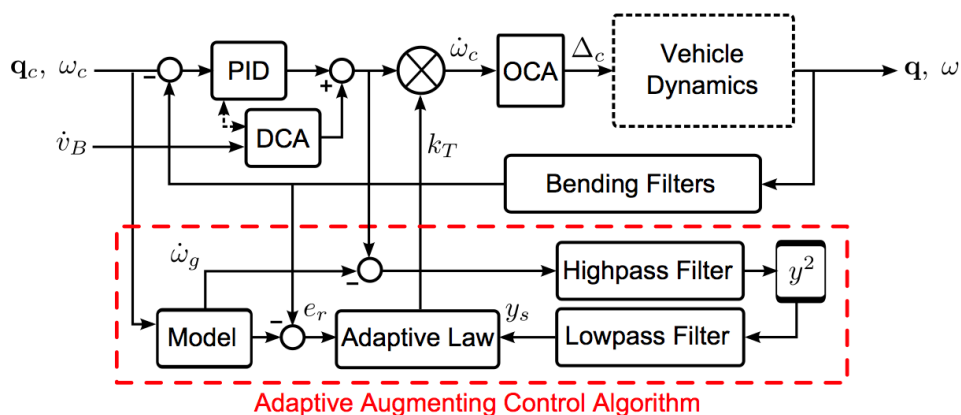 𝐪_c, ω_c
−
PID
+
ω̇_c
OCA
Δ_c
Vehicle
Dynamics
𝐪, ω
v̇_B
DCA
k_T
Bending Filters
ω̇_g
−
Highpass Filter
y²
Model
−
e_r
Adaptive Law
y_s
Lowpass Filter
Adaptive Augmenting Control Algorithm